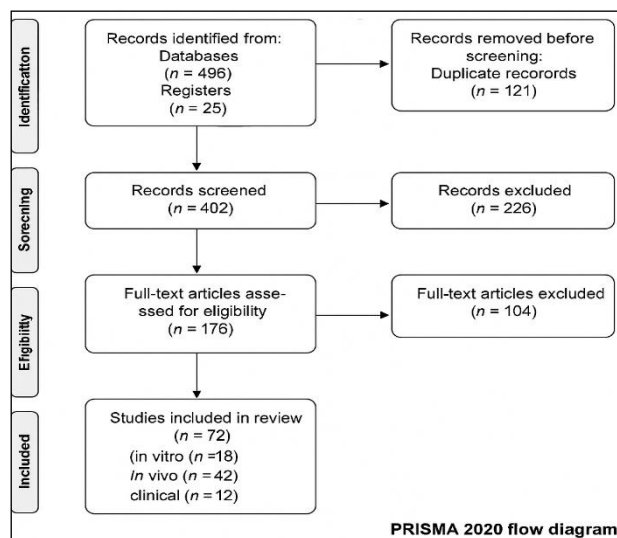 Identification
Records identified from:
Databases
(n = 496)
Registers
(n = 25)
Records removed before
screening:
Duplicate recorords
(n = 121)
Sorecning
Records screened
(n = 402)
Records excluded
(n = 226)
Efigibiitly
Full-text articles asse-
ssed for eligibility
(n = 176)
Full-text articles excluded
(n = 104)
Included
Studies included in review
(n = 72)
(in vitro (n =18)
In vivo (n = 42)
clinical (n = 12)
PRISMA 2020 flow diagram